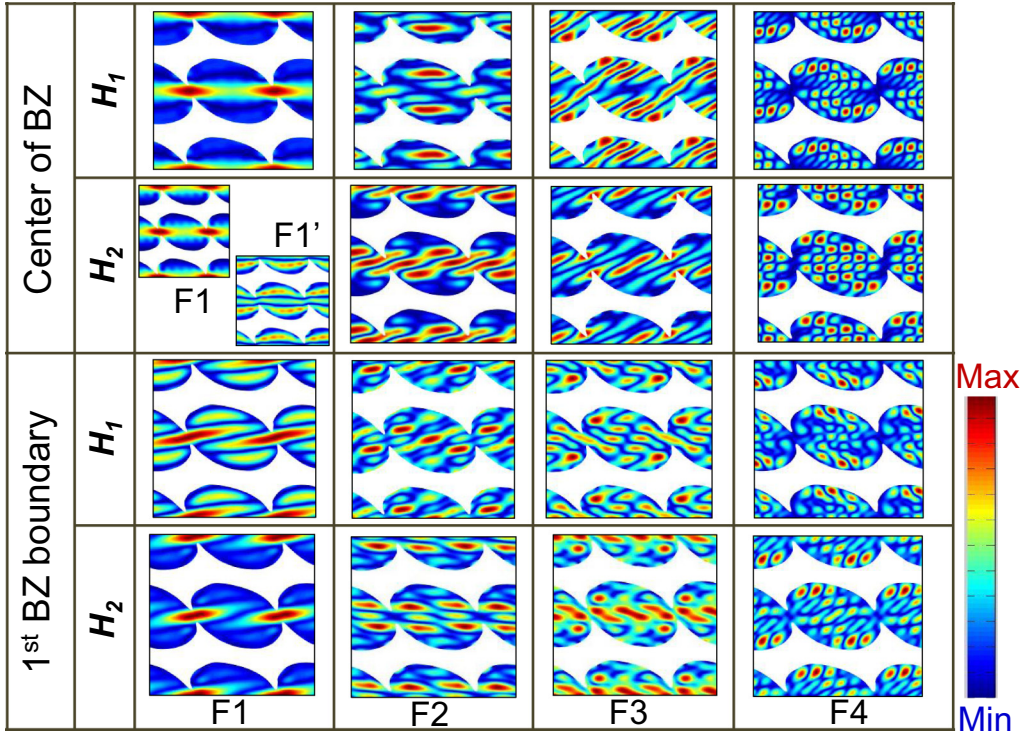 Center of BZ
H1
H2
F1
F1’
1st BZ boundary
H1
H2
F1
F2
F3
F4
Max
Min